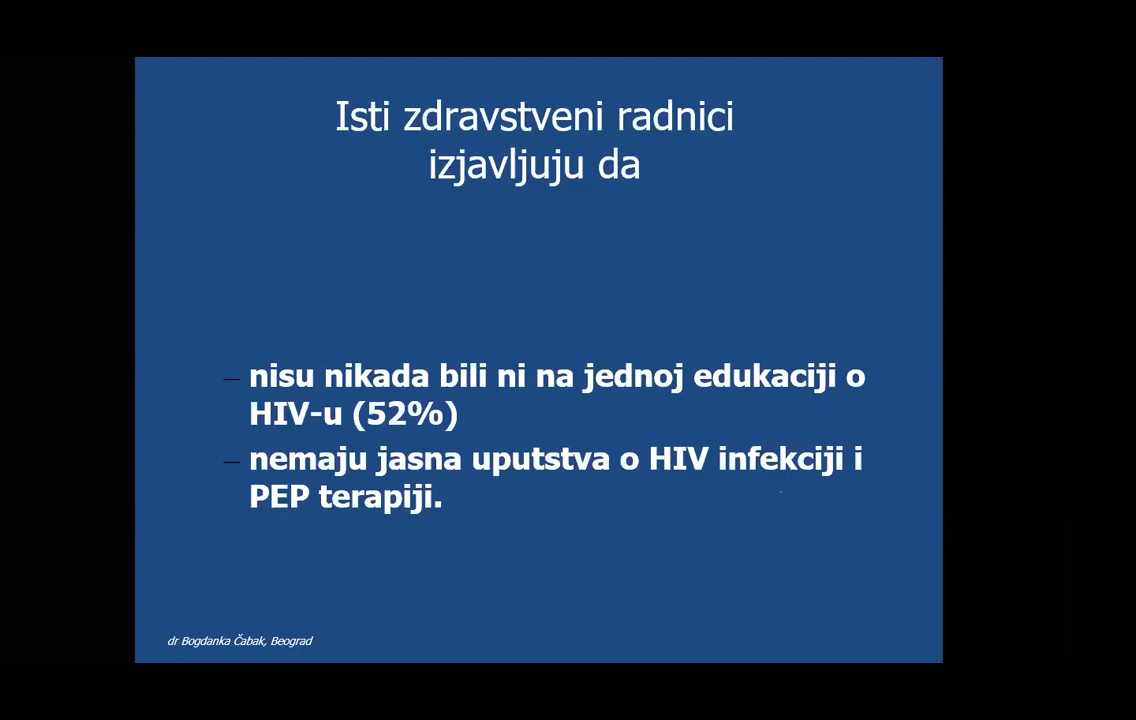 Isti zdravstveni radnici
izjavljuju da
– nisu nikada bili ni na jednoj edukaciji o
HIV-u (52%)
– nemaju jasna uputstva o HIV infekciji i
PEP terapiji.
dr Bogdanka Čabak, Beograd